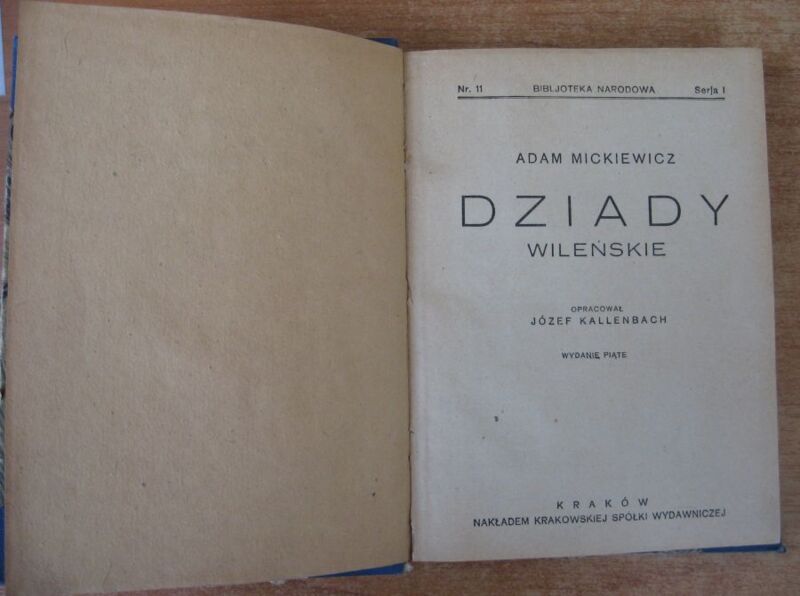 Nr. 11 BIBLJOTEKA NARODOWA Serja I
ADAM MICKIEWICZ
DZIADY
WILEŃSKIE
OPRACOWAŁ
JÓZEF KALLENBACH
WYDANIE PIĄTE
KRAKÓW
NAKŁADEM KRAKOWSKIEJ SPÓŁKI WYDAWNICZEJ